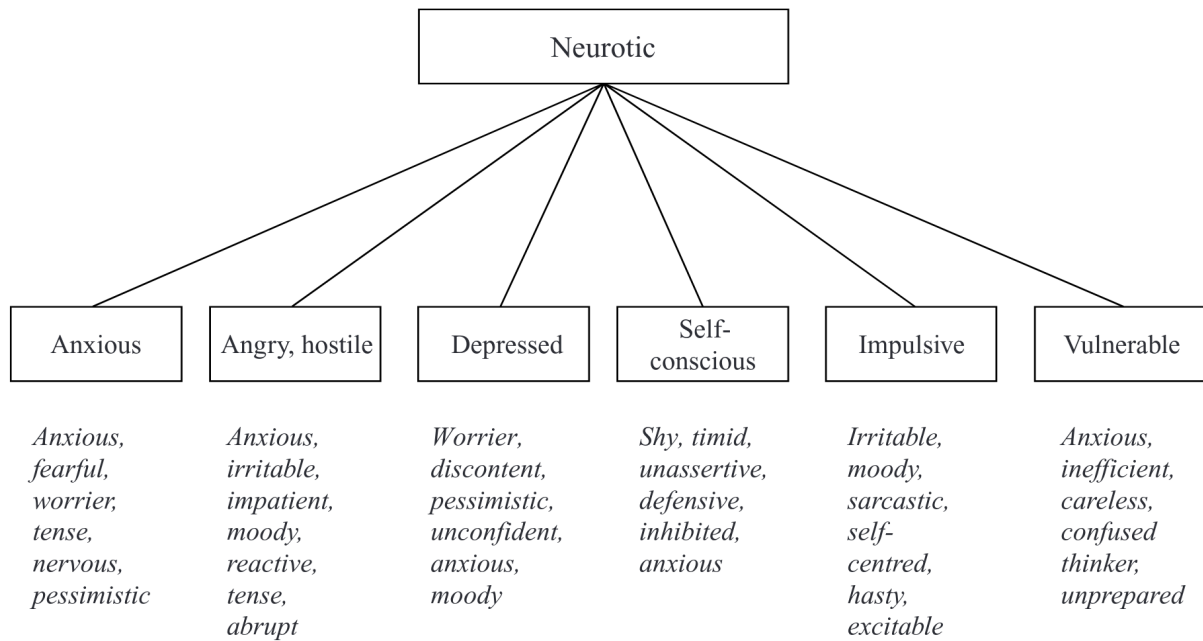 Neurotic
Anxious
Angry, hostile
Depressed
Self-
conscious
Impulsive
Vulnerable
Anxious,
fearful,
worrier,
tense,
nervous,
pessimistic
Anxious,
irritable,
impatient,
moody,
reactive,
tense,
abrupt
Worrier,
discontent,
pessimistic,
unconfident,
anxious,
moody
Shy, timid,
unassertive,
defensive,
inhibited,
anxious
Irritable,
moody,
sarcastic,
self-
centred,
hasty,
excitable
Anxious,
inefficient,
careless,
confused
thinker,
unprepared